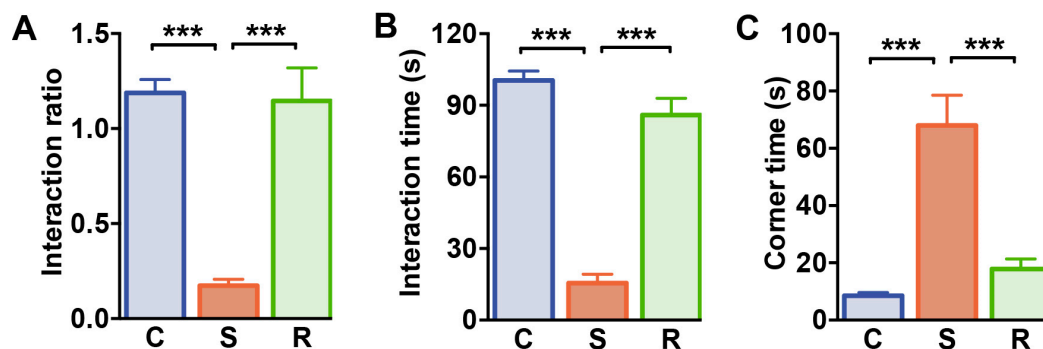 A
Interaction ratio
1.5
1.0
0.5
0.0
*** ***
C S R
B
Interaction time (s)
120
90
60
30
0
*** ***
C S R
C
Corner time (s)
100
80
60
40
20
0
*** ***
C S R